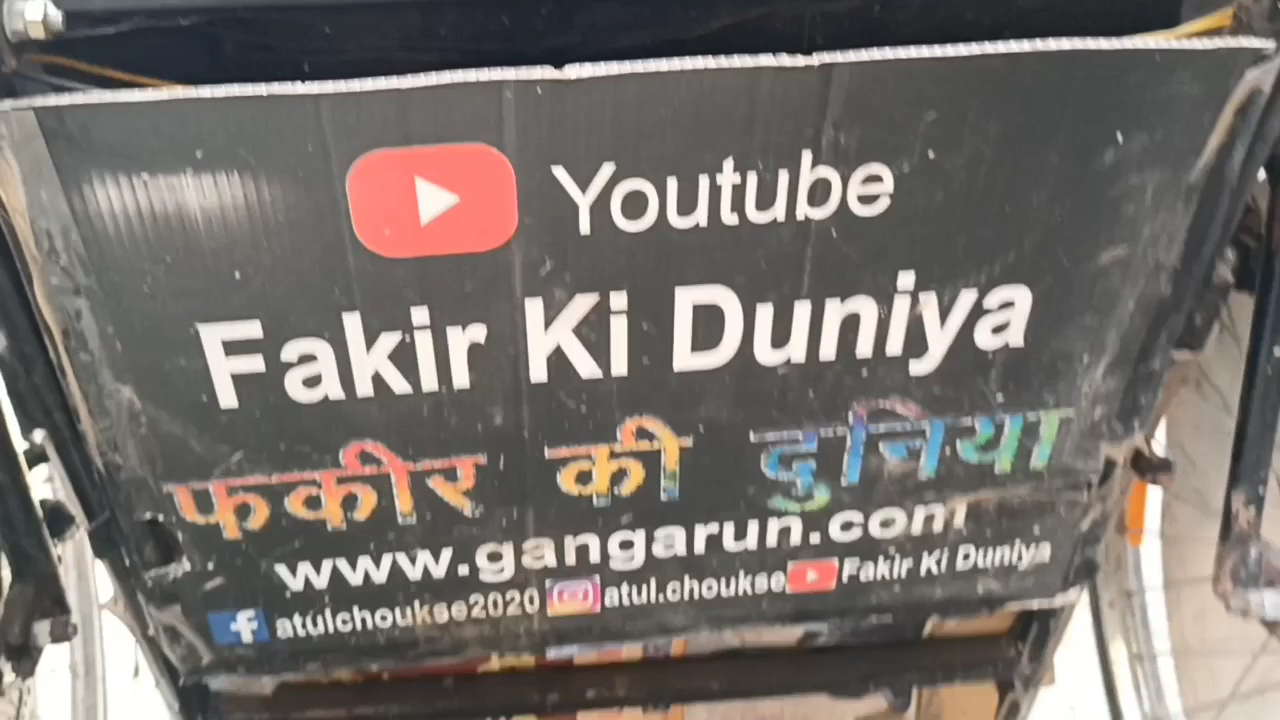 Youtube
Fakir Ki Duniya
फकीर की दुनिया
www.gangarun.com
atulchoukse2020 atul.choukse Fakir Ki Duniya